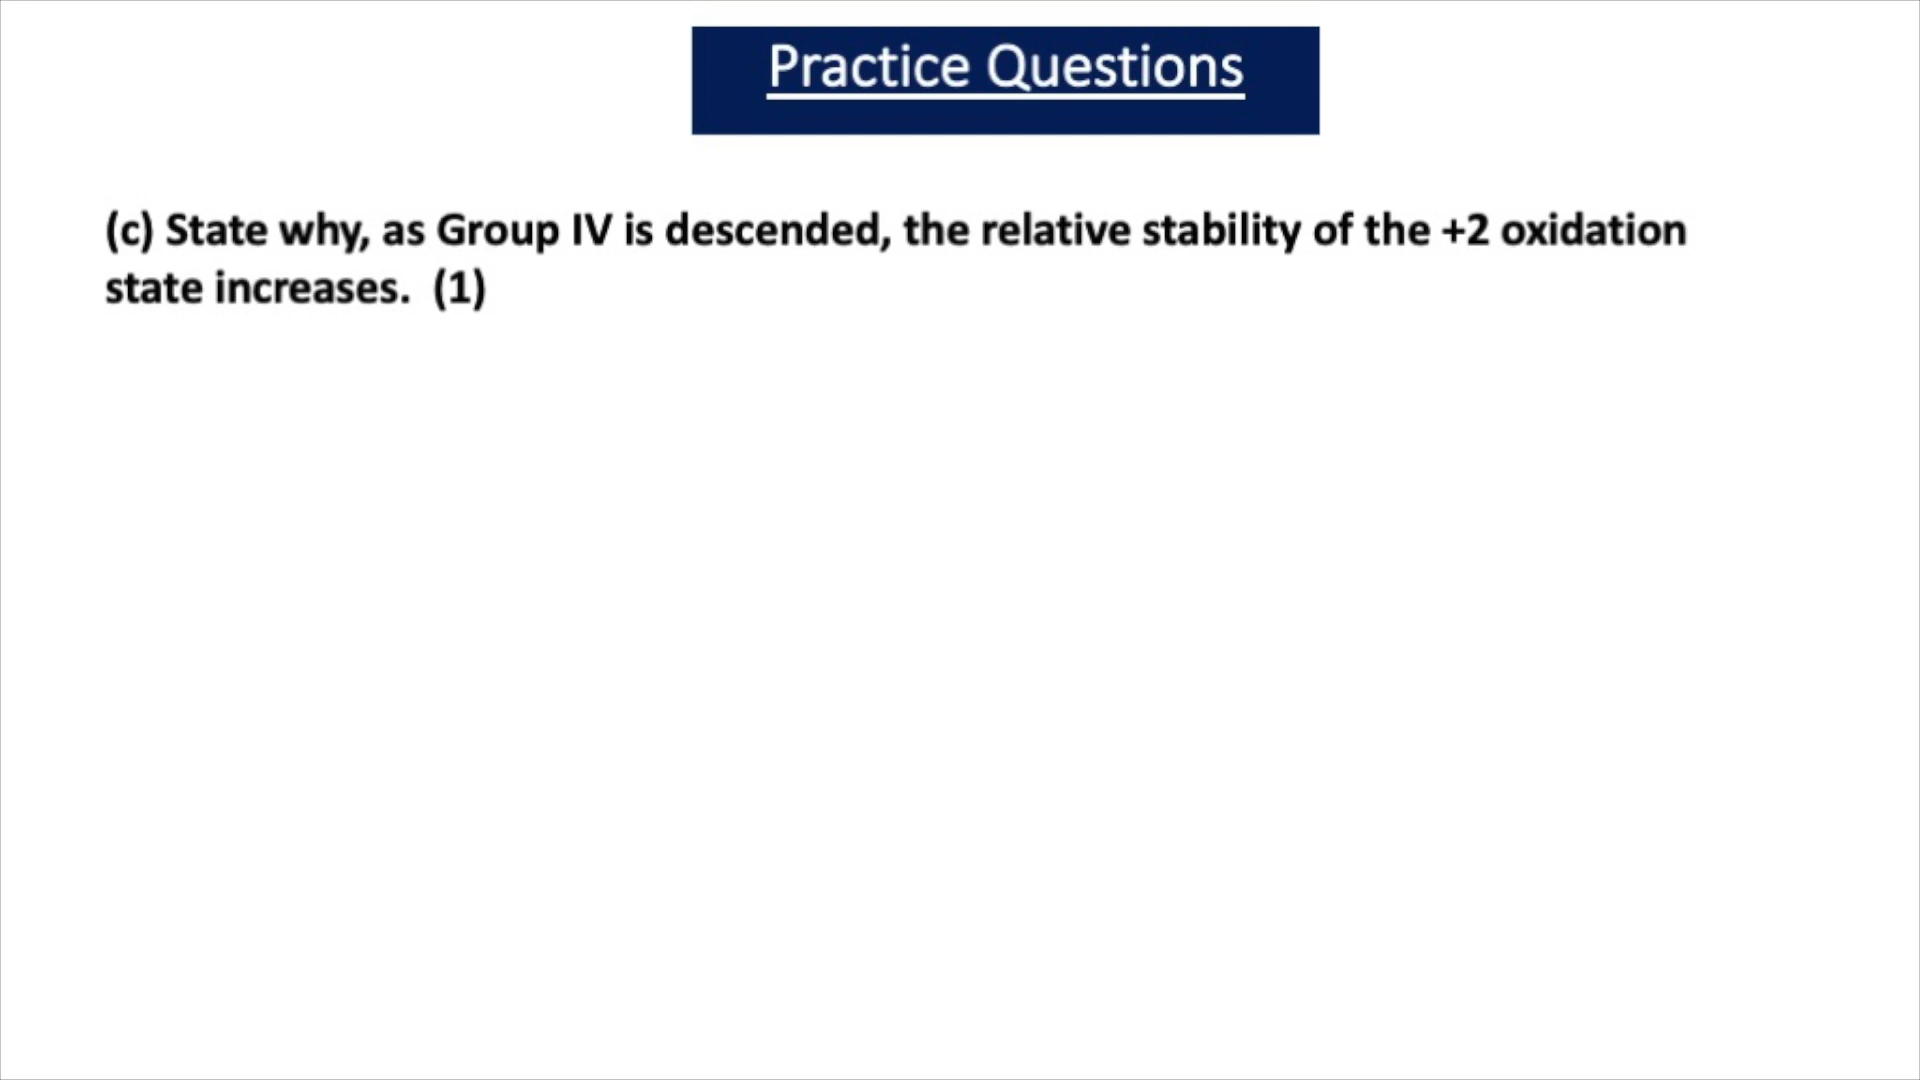 Practice Questions
(c) State why, as Group IV is descended, the relative stability of the +2 oxidation
state increases.  (1)